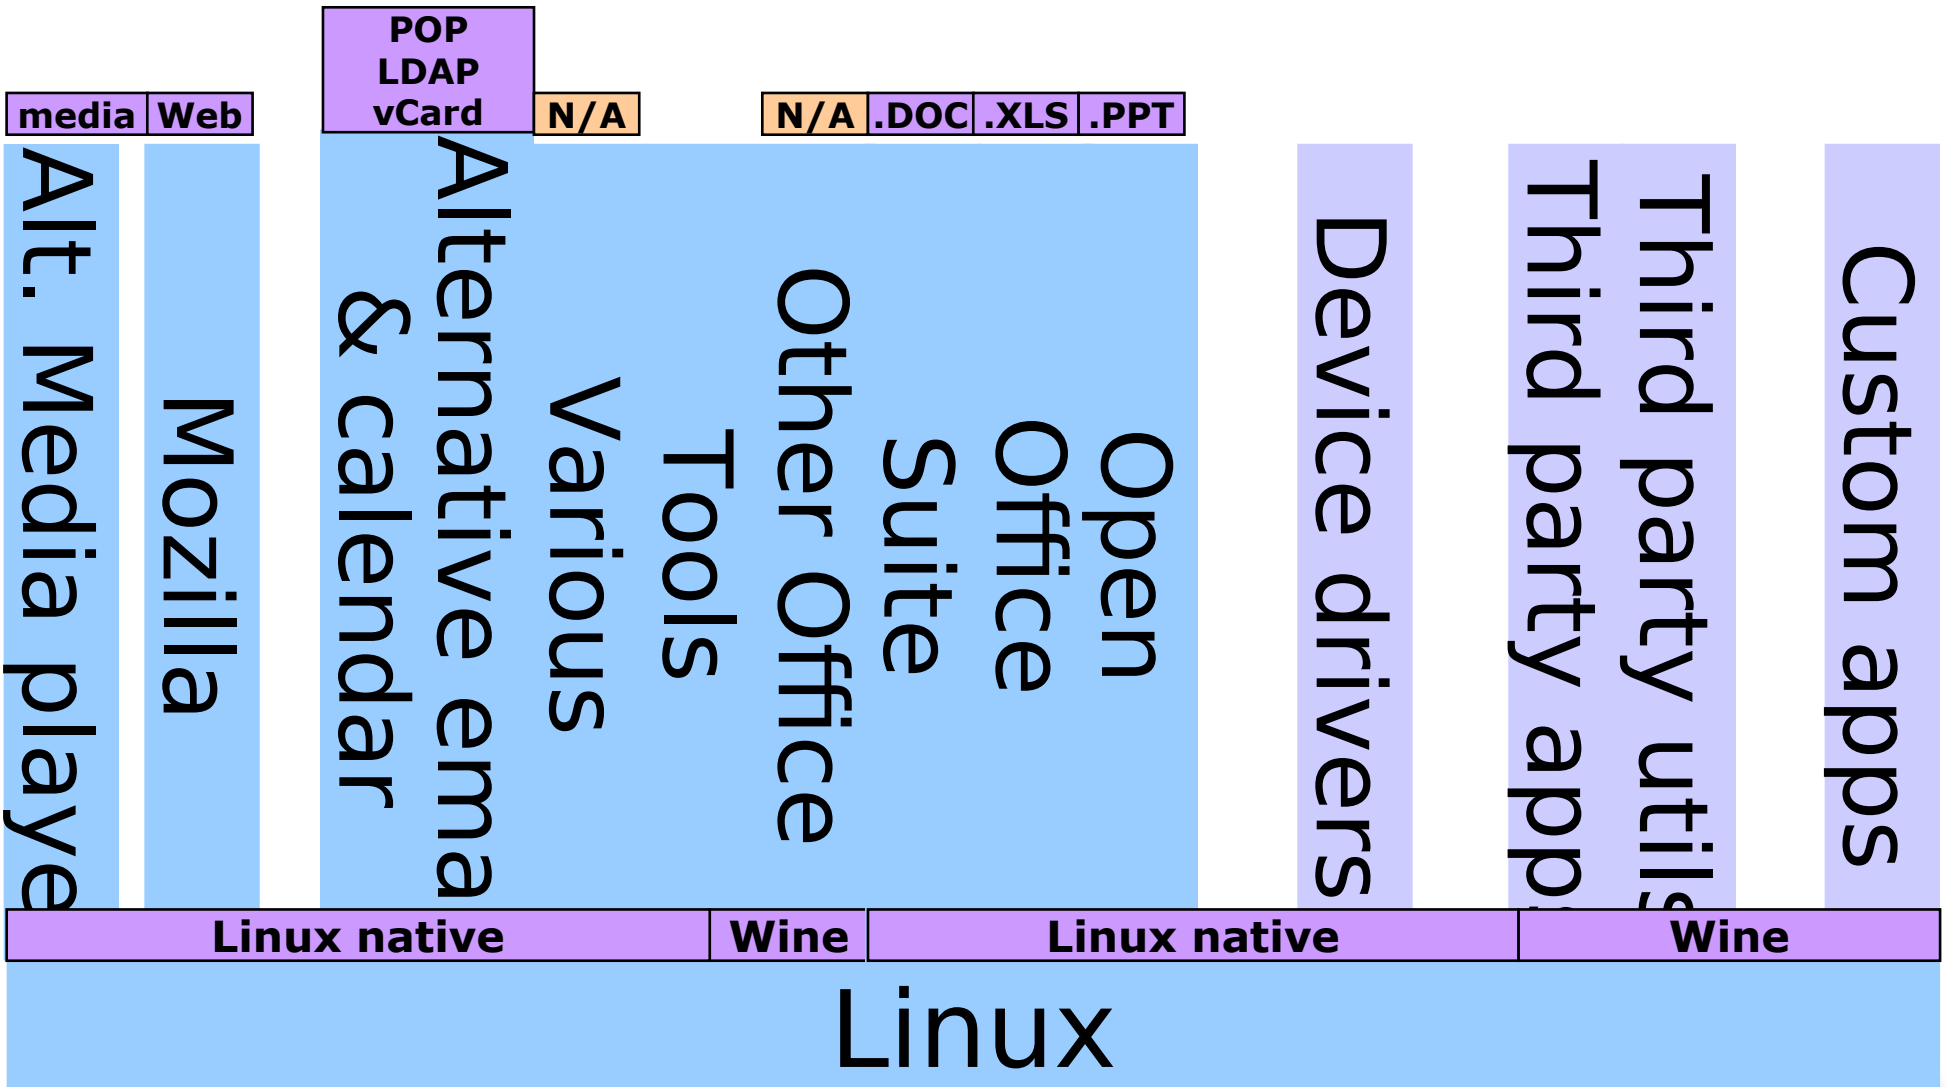 POP
LDAP
vCard
media
Web
N/A
N/A
.DOC
.XLS
.PPT
Alt. Media playe
Mozilla
Alternative ema
& calendar
Various
Tools
Other Office
Suite
Open
Office
Device drivers
Third party apps
Third party utils
Custom apps
Linux native
Wine
Linux native
Wine
Linux